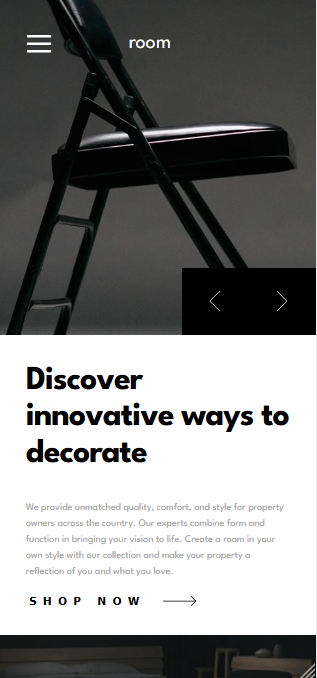 room
Discover
innovative ways to
decorate
We provide unmatched quality, comfort, and style for property
owners across the country. Our experts combine form and
function in bringing your vision to life. Create a room in your
own style with our collection and make your property a
reflection of you and what you love.
SHOP NOW